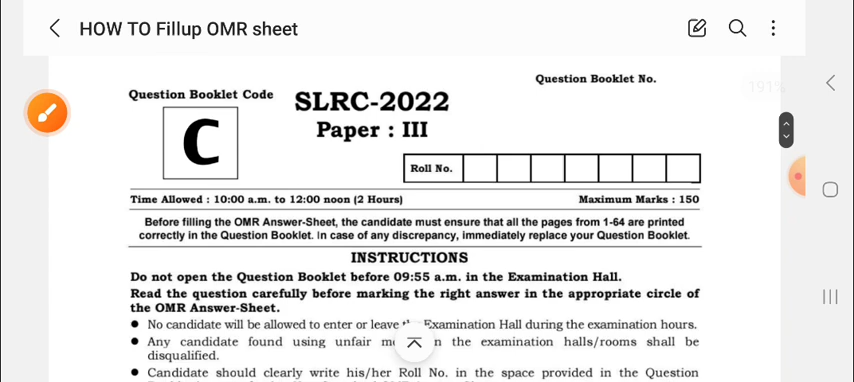 HOW TO Fillup OMR sheet
191%
Question Booklet No.
Question Booklet Code
SLRC-2022
C
Paper : III
Roll No.
Time Allowed : 10:00 a.m. to 12:00 noon (2 Hours) Maximum Marks : 150
Before filling the OMR Answer-Sheet, the candidate must ensure that all the pages from 1-64 are printed
correctly in the Question Booklet. In case of any discrepancy, immediately replace your Question Booklet.
INSTRUCTIONS
Do not open the Question Booklet before 09:55 a.m. in the Examination Hall.
Read the question carefully before marking the right answer in the appropriate circle of
the OMR Answer-Sheet.
● No candidate will be allowed to enter or leave Examination Hall during the examination hours.
● Any candidate found using unfair in the examination halls/rooms shall be
disqualified.
● Candidate should clearly write his/her Roll No. in the space provided in the Question